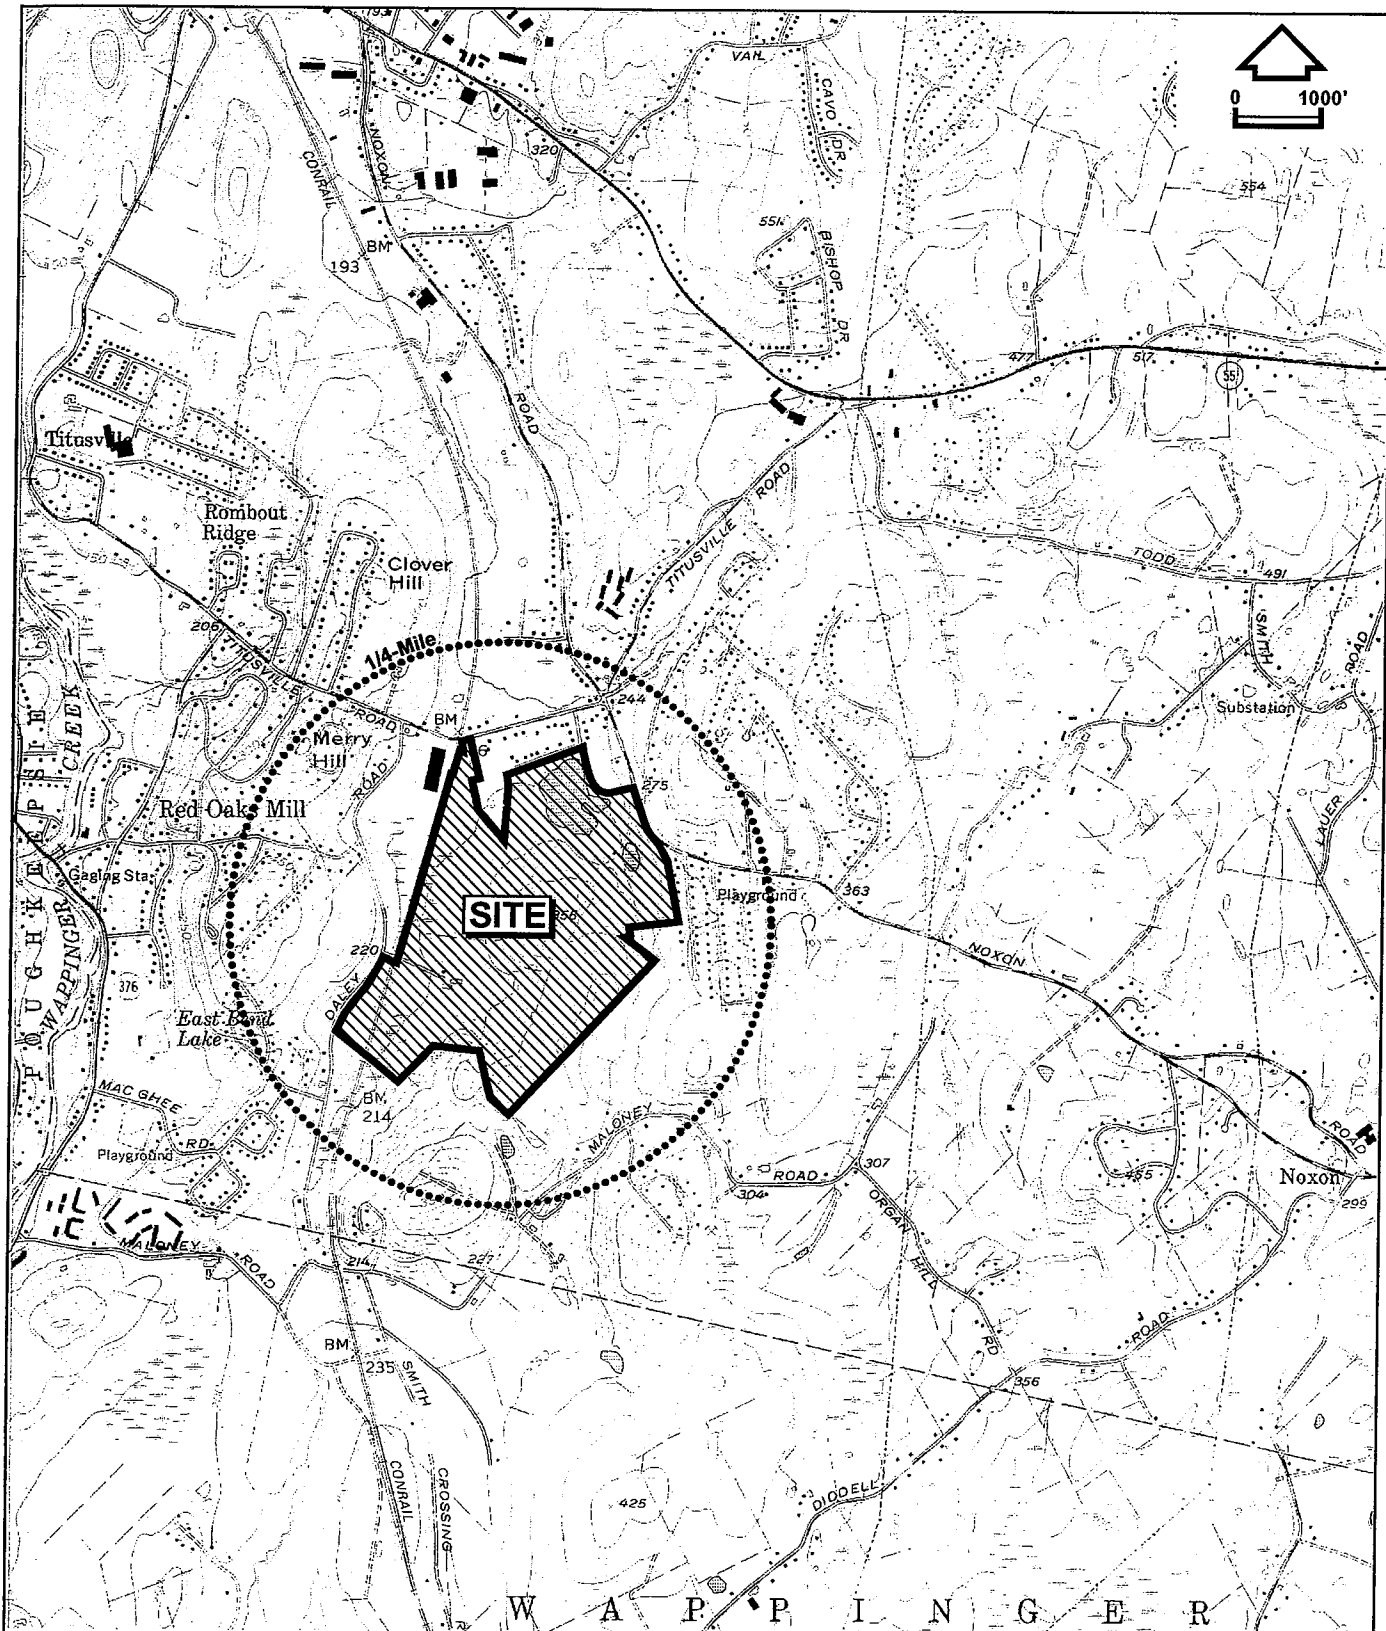 193
VAIL
0 1000'
CAVO
DR
NOXON
320
CONRAIL
554
551
BISHOP
DR
BM
193
477
517
55
ROAD
Titusville
ROAD
TITUSVILLE
Rombout
Ridge
Clover
Hill
TODD
491
SMITH
ROAD
206
TITUSVILLE
1/4-Mile
244
Substation
ROAD
BM
Merry
Hill
ROAD
275
LAUER
Red Oaks Mill
Gaging Sta
Playground
363
SITE
NOXON
220
DALEY
376
East Bend
Lake
POUGHKEEPSIE
WAPPINGER
CREEK
MAC GHEE
RD
BM
214
MALONEY
Playground
ROAD
304
307
ORGAN
HILL
RD
455
ROAD
Noxon
299
MALONEY
ROAD
214
227
BM
235
SMITH
ROAD
356
CONRAIL
CROSSING
425
DIDDELL
WAPPINGER